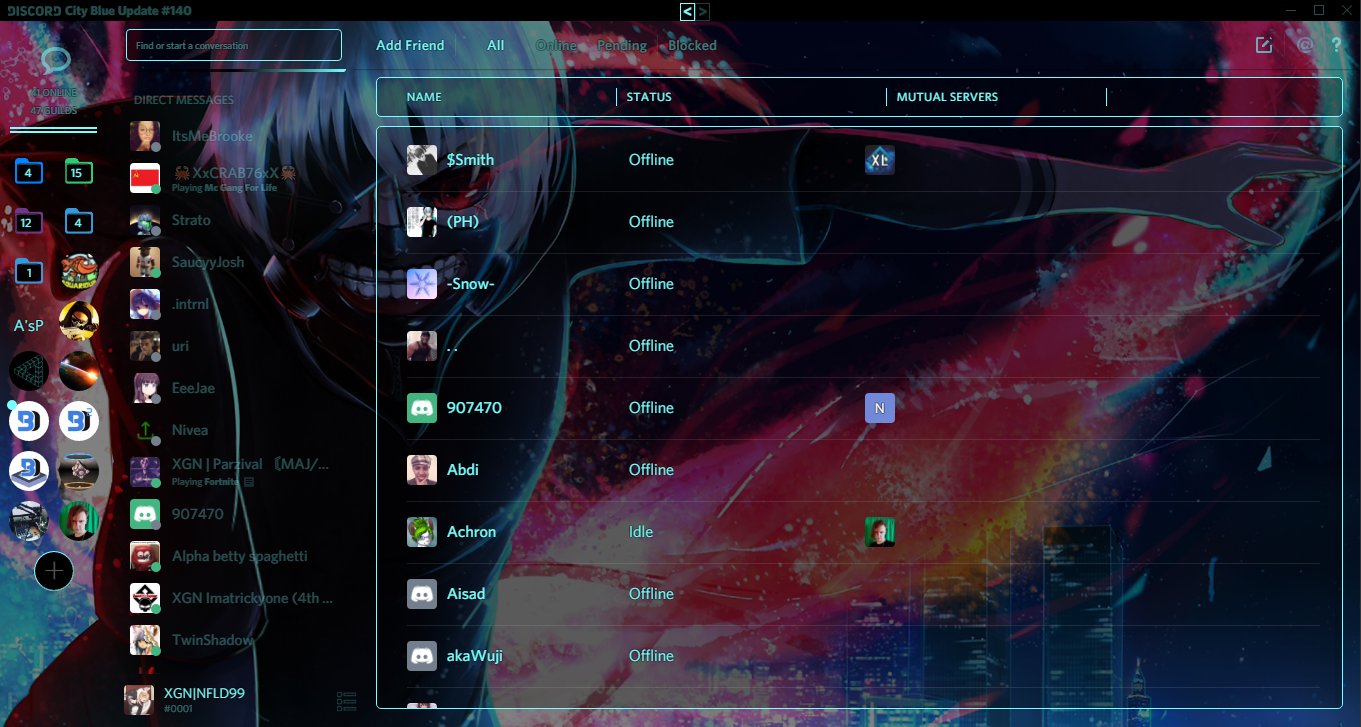 DISCORD City Blue Update #140
< >
Find or start a conversation
Add Friend
All
Online
Pending
Blocked
@
?
41 ONLINE
47 GUILDS
DIRECT MESSAGES
NAME
STATUS
MUTUAL SERVERS
ItsMeBrooke
XxCRAB76xX
Playing Mc Gang For Life
Strato
SaucyyJosh
.intrnl
uri
EeeJae
Nivea
XGN | Parzival 〘MAJ/...
Playing Fortnite
907470
Alpha betty spaghetti
XGN Imatrickyone (4th ...
TwinShadow
4
15
12
4
1
AQUARIUM
A'sP
$Smith
Offline
XL
(PH)
Offline
-Snow-
Offline
. .
Offline
907470
Offline
N
Abdi
Offline
Achron
Idle
Aisad
Offline
akaWuji
Offline
XGN|NFLD99
#0001